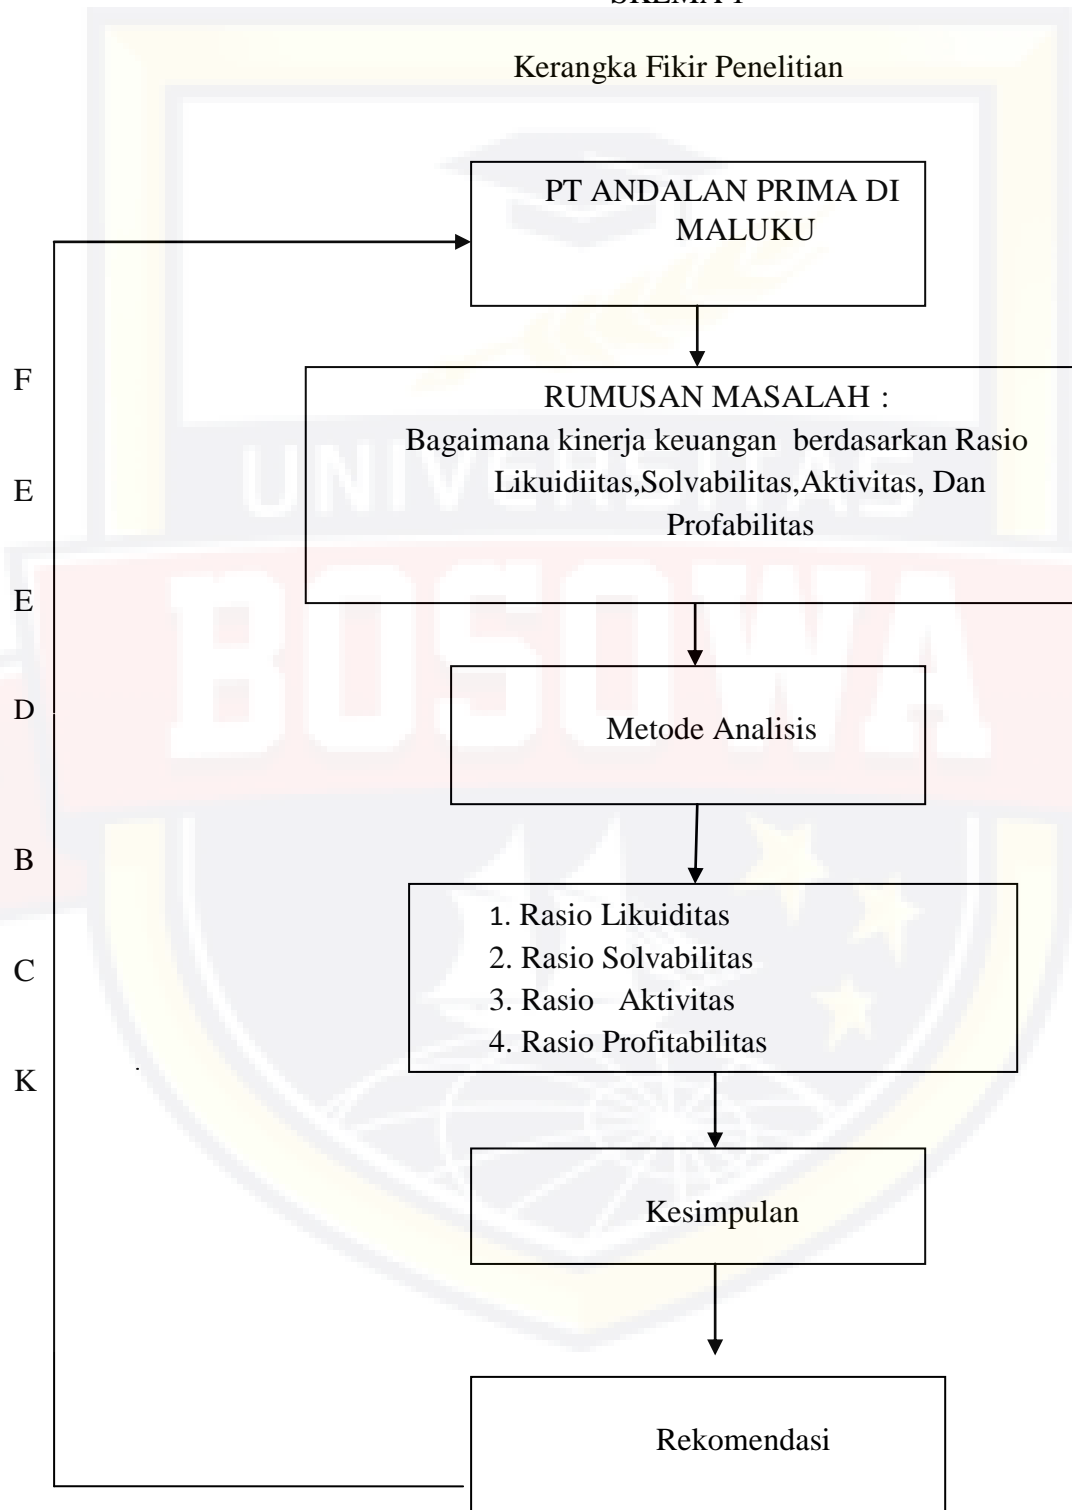 SKEMA 1
Kerangka Fikir Penelitian
PT ANDALAN PRIMA DI
MALUKU
RUMUSAN MASALAH :
Bagaimana kinerja keuangan berdasarkan Rasio
Likuidiitas,Solvabilitas,Aktivitas, Dan
Profabilitas
Metode Analisis
1. Rasio Likuiditas
2. Rasio Solvabilitas
3. Rasio Aktivitas
4. Rasio Profitabilitas
Kesimpulan
Rekomendasi
F
E
E
D
B
C
K
UNIVERSITAS
BOSOWA